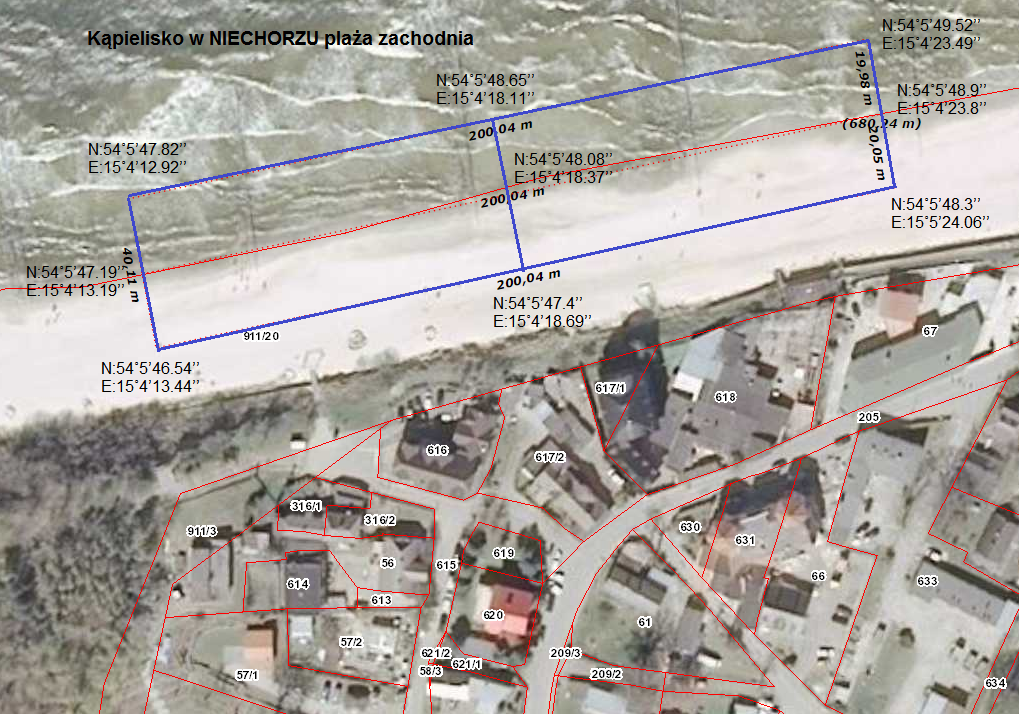 Kąpielisko w NIECHORZU plaża zachodnia
N:54°5'49.52''
E:15°4'23.49''
19,98 m
N:54°5'48.65''
E:15°4'18.11''
200,04 m
N:54°5'48.9''
E:15°4'23.8''
(680,24 m)
20,05 m
N:54°5'47.82''
E:15°4'12.92''
N:54°5'48.08''
E:15°4'18.37''
200,04 m
N:54°5'48.3''
E:15°5'24.06''
40,11 m
N:54°5'47.19''
E:15°4'13.19''
200,04 m
N:54°5'47.4''
E:15°4'18.69''
911/20
N:54°5'46.54''
E:15°4'13.44''
67
617/1
618
205
616
617/2
316/1
316/2
911/3
630
631
619
56
615
66
633
614
613
620
61
57/2
621/2
209/3
621/1
58/3
57/1
209/2
634